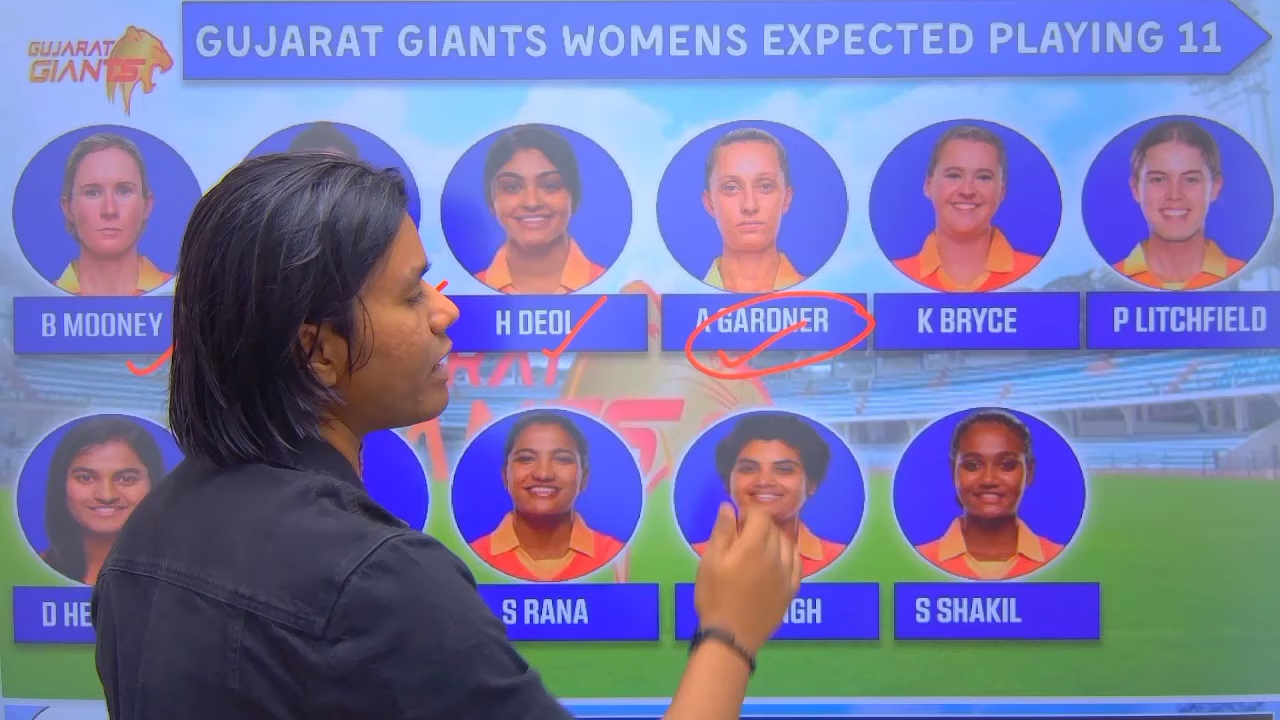 GUJARAT
GIANTS
GUJARAT GIANTS WOMENS EXPECTED PLAYING 11
B MOONEY
H DEOL
A GARDNER
K BRYCE
P LITCHFIELD
S RANA
S SHAKIL